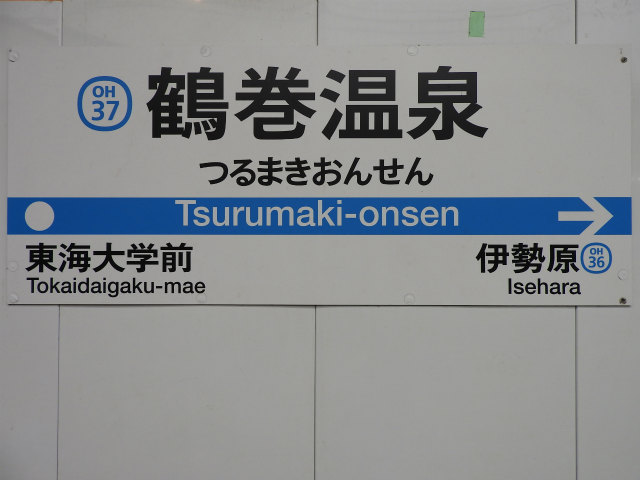 OH
37
鶴巻温泉
つるまきおんせん
Tsurumaki-onsen
東海大学前
Tokaidaigaku-mae
伊勢原
OH
36
Isehara